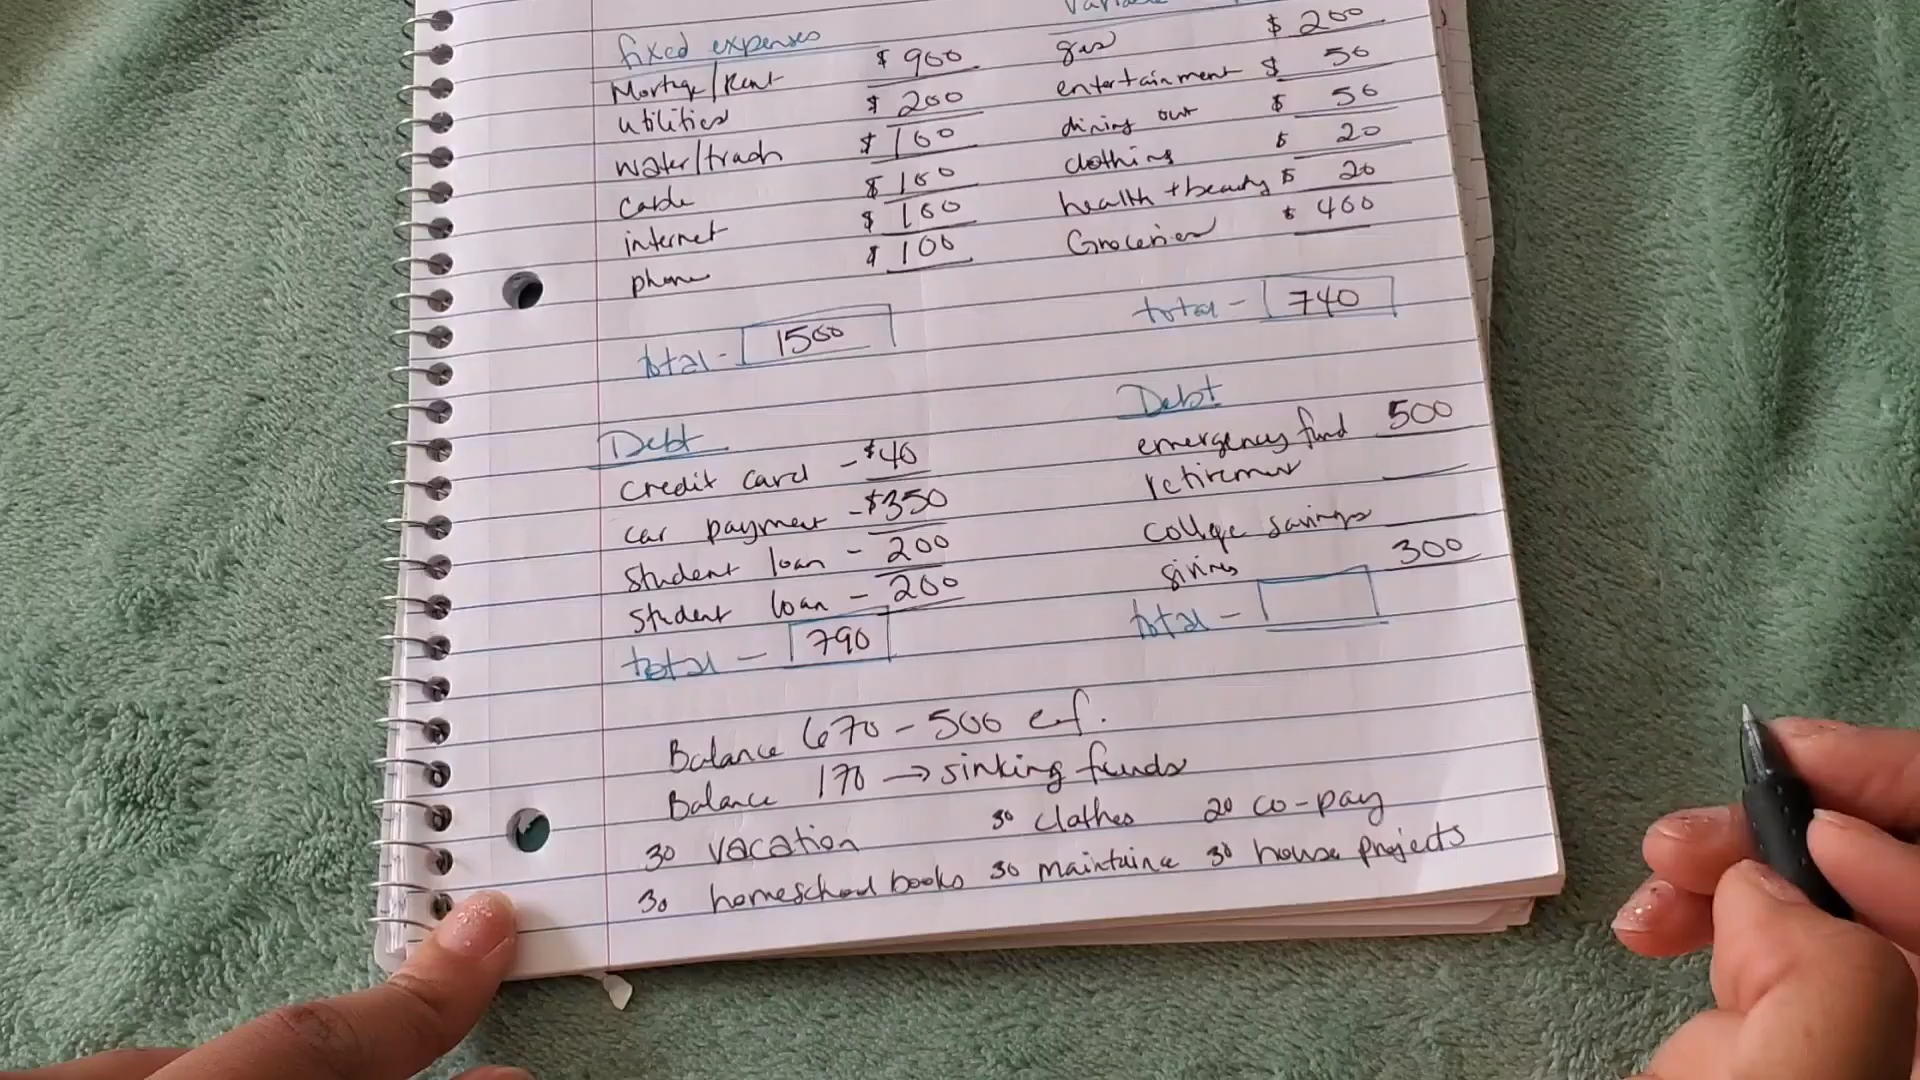 fixed expenses
Mortage/Rent $ 900
utilities $ 200
water/trach $ 100
cable $ 100
internet $ 100
phone $ 100
total - 1500
gas $ 200
entertainment $ 50
dining out $ 50
clothing $ 20
health + beauty $ 20
Groceries $ 400
total - 740
Debt
credit card - $40
car payment - $350
student loan - 200
student loan - 200
total - 790
Debt
emergency fund 500
retirement
college savings
giving 300
total -
Balance 670 - 500 e.f.
Balance 170 → sinking funds
30 vacation 30 clothes 20 co-pay
30 homeschool books 30 maintaince 30 house projects